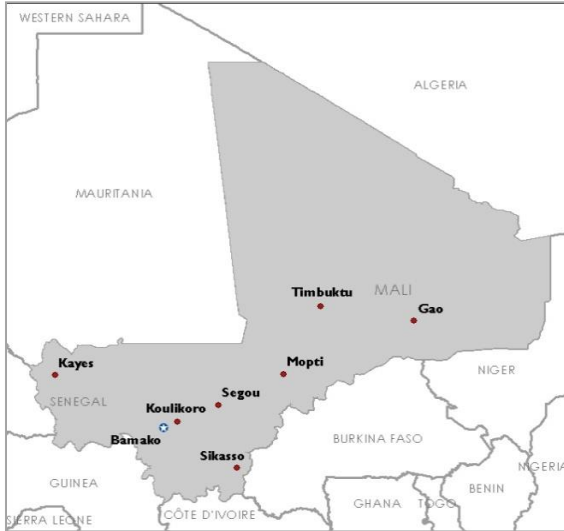 WESTERN SAHARA
ALGERIA
MAURITANIA
Timbuktu
MALI
Gao
Kayes
Mopti
NIGER
Segou
SENEGAL
Koulikoro
Bamako
BURKINA FASO
Sikasso
NIGERIA
GUINEA
BENIN
GHANA
TOGO
CÔTE D'IVOIRE
SIERRA LEONE